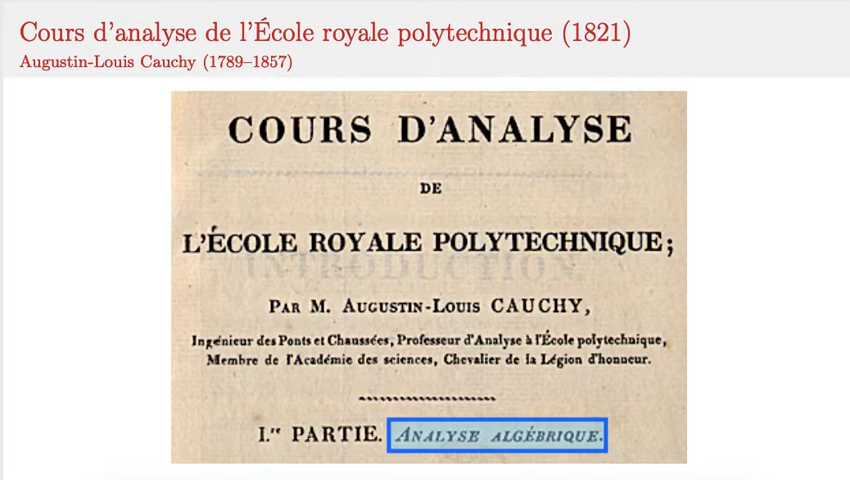 Cours d'analyse de l'École royale polytechnique (1821)
Augustin-Louis Cauchy (1789–1857)
COURS D'ANALYSE
DE
L'ÉCOLE ROYALE POLYTECHNIQUE;
PAR M. AUGUSTIN-LOUIS CAUCHY,
Ingénieur des Ponts et Chaussées, Professeur d'Analyse à l'École polytechnique,
Membre de l'Académie des sciences, Chevalier de la Légion d'honneur.
I.re PARTIE. ANALYSE ALGÉBRIQUE.
INTRODUCTION.